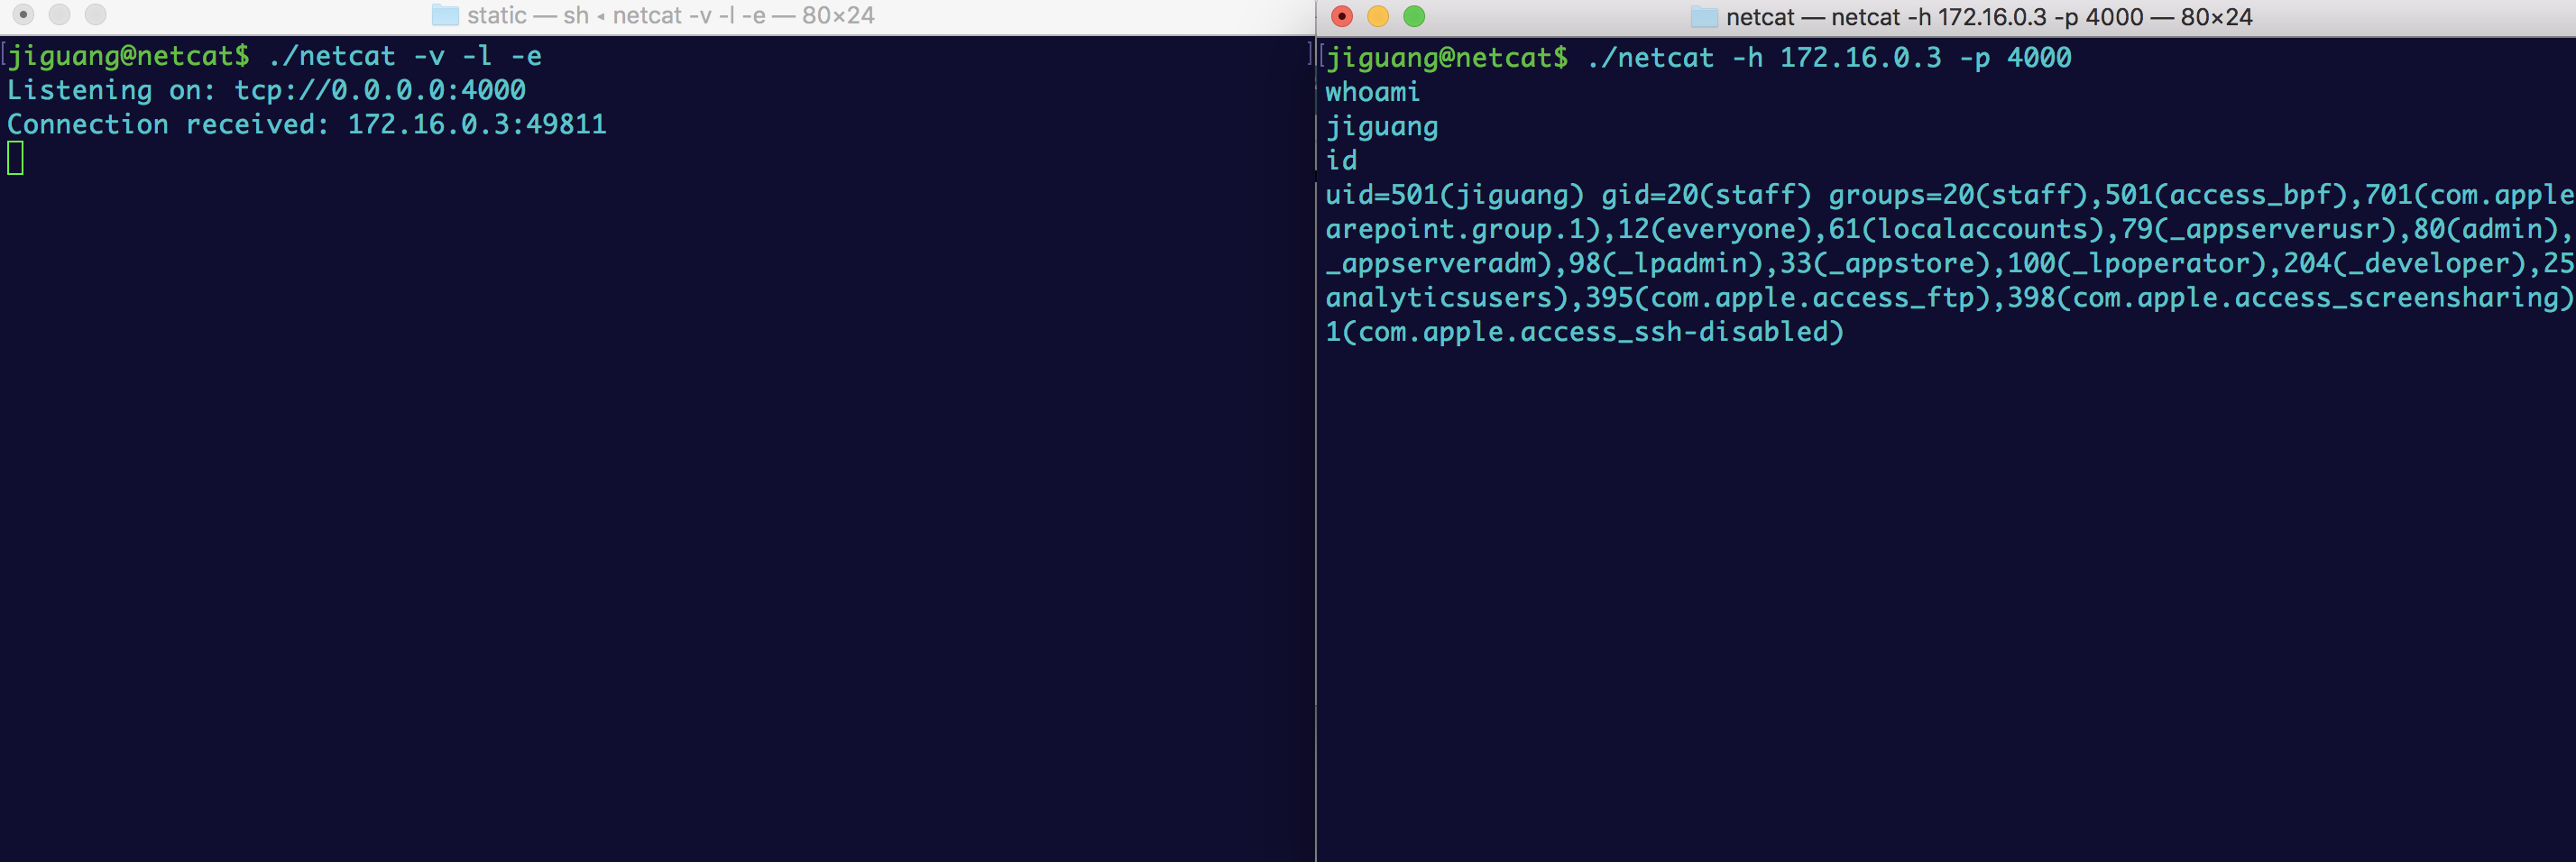 static — sh ◂ netcat -v -l -e — 80×24
jiguang@netcat$ ./netcat -v -l -e
Listening on: tcp://0.0.0.0:4000
Connection received: 172.16.0.3:49811
netcat — netcat -h 172.16.0.3 -p 4000 — 80×24
jiguang@netcat$ ./netcat -h 172.16.0.3 -p 4000
whoami
jiguang
id
uid=501(jiguang) gid=20(staff) groups=20(staff),501(access_bpf),701(com.apple
arepoint.group.1),12(everyone),61(localaccounts),79(_appserverusr),80(admin),
_appserveradm),98(_lpadmin),33(_appstore),100(_lpoperator),204(_developer),25
analyticsusers),395(com.apple.access_ftp),398(com.apple.access_screensharing)
1(com.apple.access_ssh-disabled)